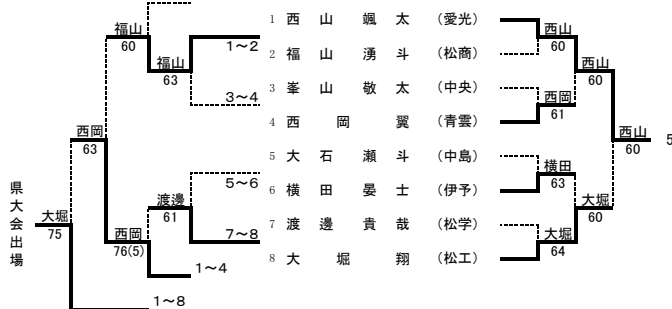 1 西山 颯太 (愛光)
2 福山 湧斗 (松商)
3 峯山 敬太 (中央)
4 西岡 翼 (青雲)
5 大石 瀬斗 (中島)
6 横田 晏士 (伊予)
7 渡邊 貴哉 (松学)
8 大堀 翔 (松工)
西山
60
西岡
61
横田
63
大堀
64
西山
60
大堀
60
西山
60
5
福山
60
福山
63
1～2
3～4
西岡
63
渡邊
61
5～6
7～8
西岡
76(5)
1～4
県大会出場
大堀
75
1～8